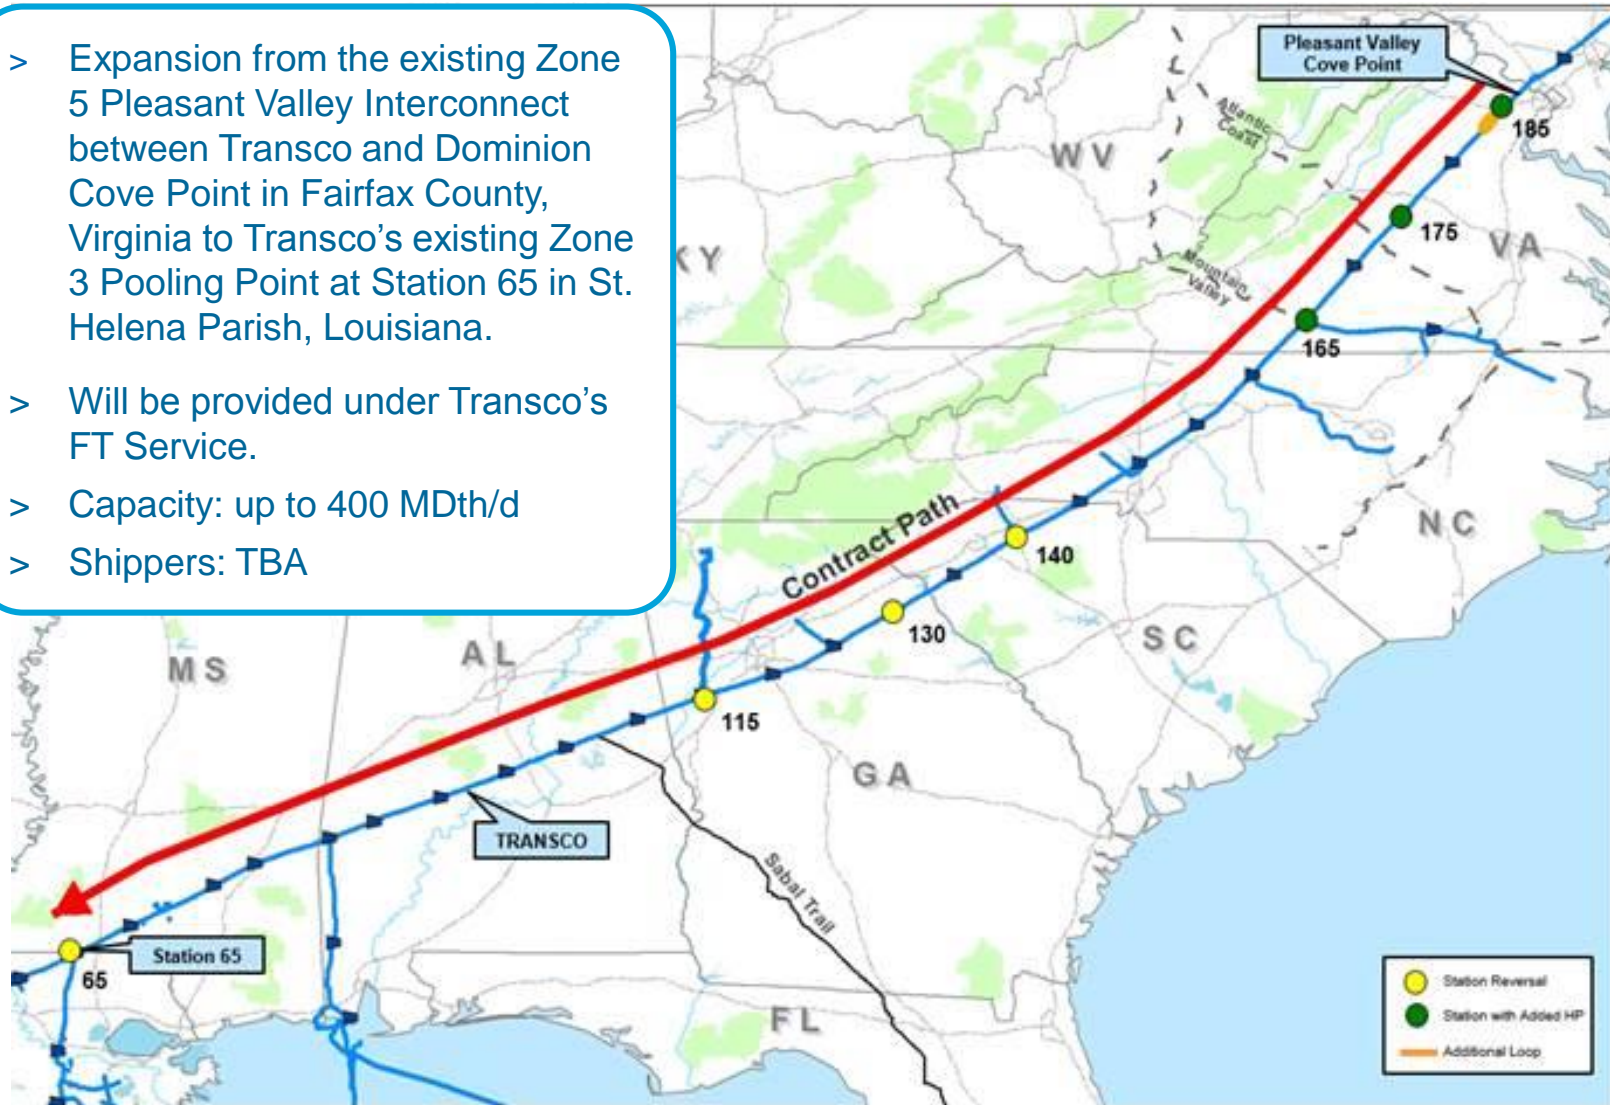 > Expansion from the existing Zone
5 Pleasant Valley Interconnect
between Transco and Dominion
Cove Point in Fairfax County,
Virginia to Transco’s existing Zone
3 Pooling Point at Station 65 in St.
Helena Parish, Louisiana.
> Will be provided under Transco’s
FT Service.
> Capacity: up to 400 MDth/d
> Shippers: TBA
Pleasant Valley
Cove Point
185
Atlantic
Coast
WV
175
VA
KY
Mountain
Valley
165
NC
Contract Path
140
130
SC
MS
AL
115
GA
TRANSCO
Sabal Trail
Station 65
65
FL
Station Reversal
Station with Added HP
Additional Loop